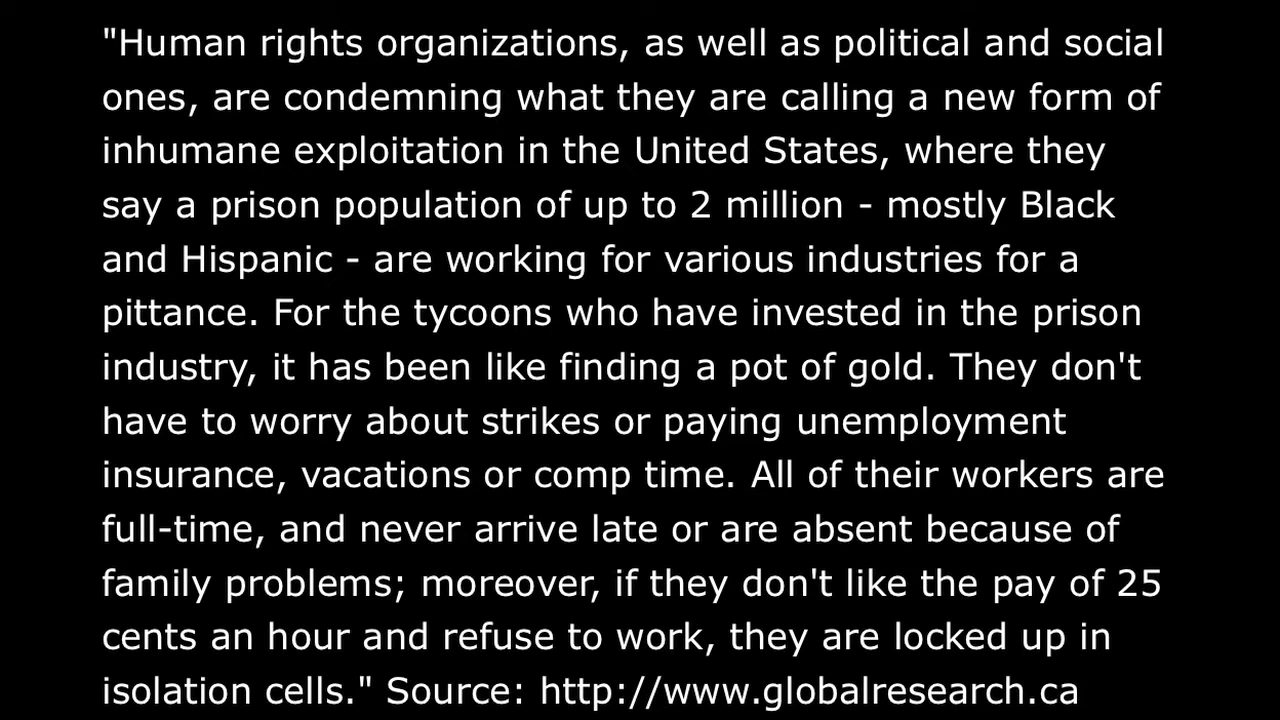 "Human rights organizations, as well as political and social
ones, are condemning what they are calling a new form of
inhumane exploitation in the United States, where they
say a prison population of up to 2 million - mostly Black
and Hispanic - are working for various industries for a
pittance. For the tycoons who have invested in the prison
industry, it has been like finding a pot of gold. They don't
have to worry about strikes or paying unemployment
insurance, vacations or comp time. All of their workers are
full-time, and never arrive late or are absent because of
family problems; moreover, if they don't like the pay of 25
cents an hour and refuse to work, they are locked up in
isolation cells." Source: http://www.globalresearch.ca